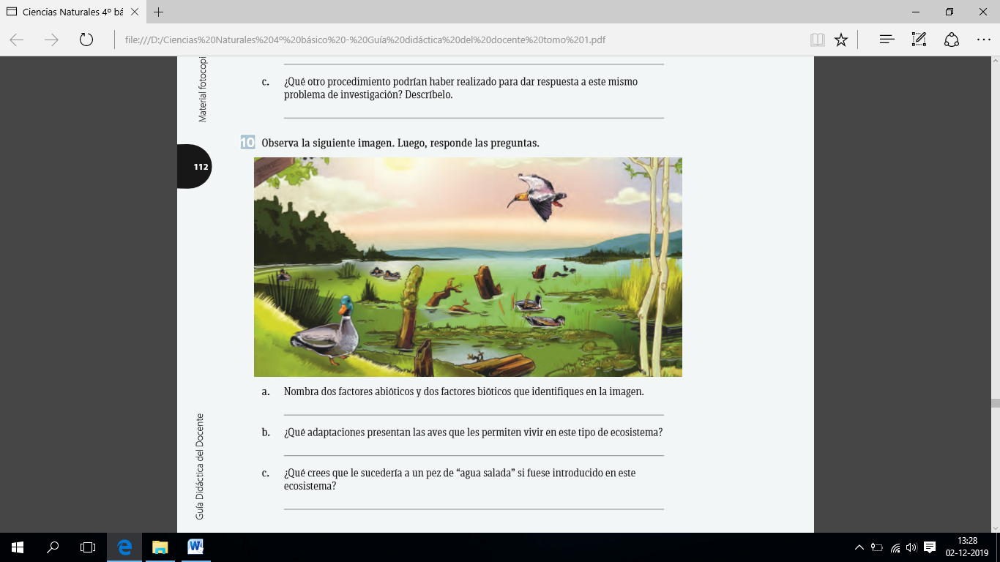 Ciencias Naturales 4º bá
file:///D:/Ciencias%20Naturales%204º%20básico%20-%20Guía%20didáctica%20del%20docente%20tomo%201.pdf
Material fotocopi
c. ¿Qué otro procedimiento podrían haber realizado para dar respuesta a este mismo
problema de investigación? Descríbelo.
10 Observa la siguiente imagen. Luego, responde las preguntas.
112
a. Nombra dos factores abióticos y dos factores bióticos que identifiques en la imagen.
b. ¿Qué adaptaciones presentan las aves que les permiten vivir en este tipo de ecosistema?
c. ¿Qué crees que le sucedería a un pez de “agua salada” si fuese introducido en este
ecosistema?
Guía Didáctica del Docente
13:28
02-12-2019